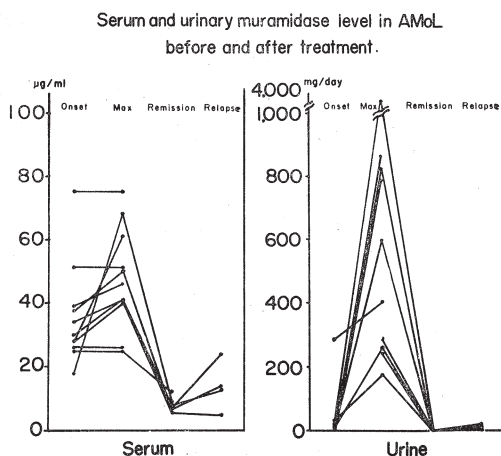 Serum and urinary muramidase level in AMoL
before and after treatment.
µg/ml
Onset Max Remission Relapse
100
80
60
40
20
0
Serum
4,000 mg/day
1,000
Onset Max Remission Relapse
800
600
400
200
0
Urine